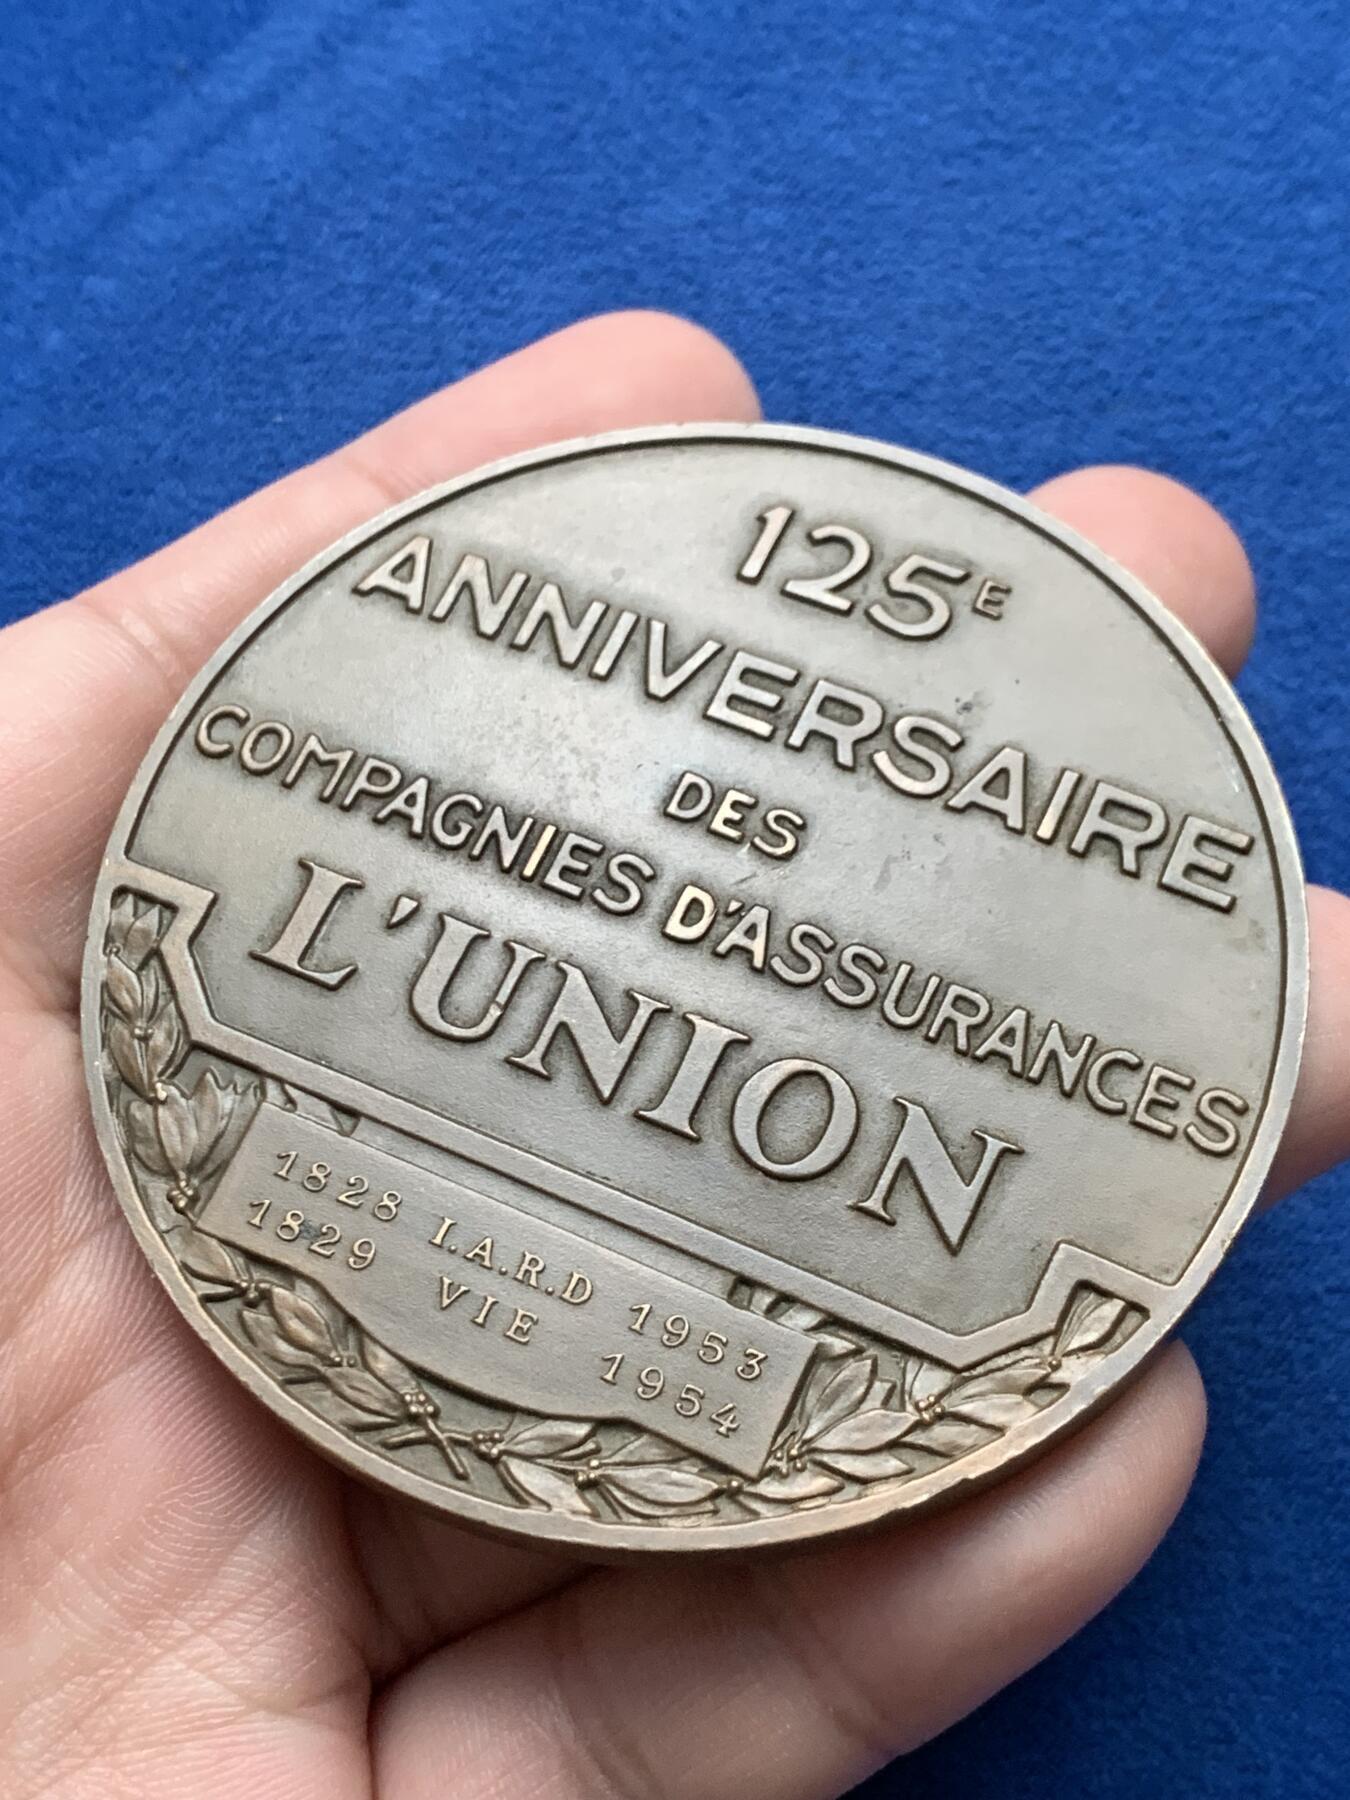 125E
ANNIVERSAIRE
DES
COMPAGNIES D'ASSURANCES
L'UNION
1828 I.A.R.D 1953
1829 VIE 1954